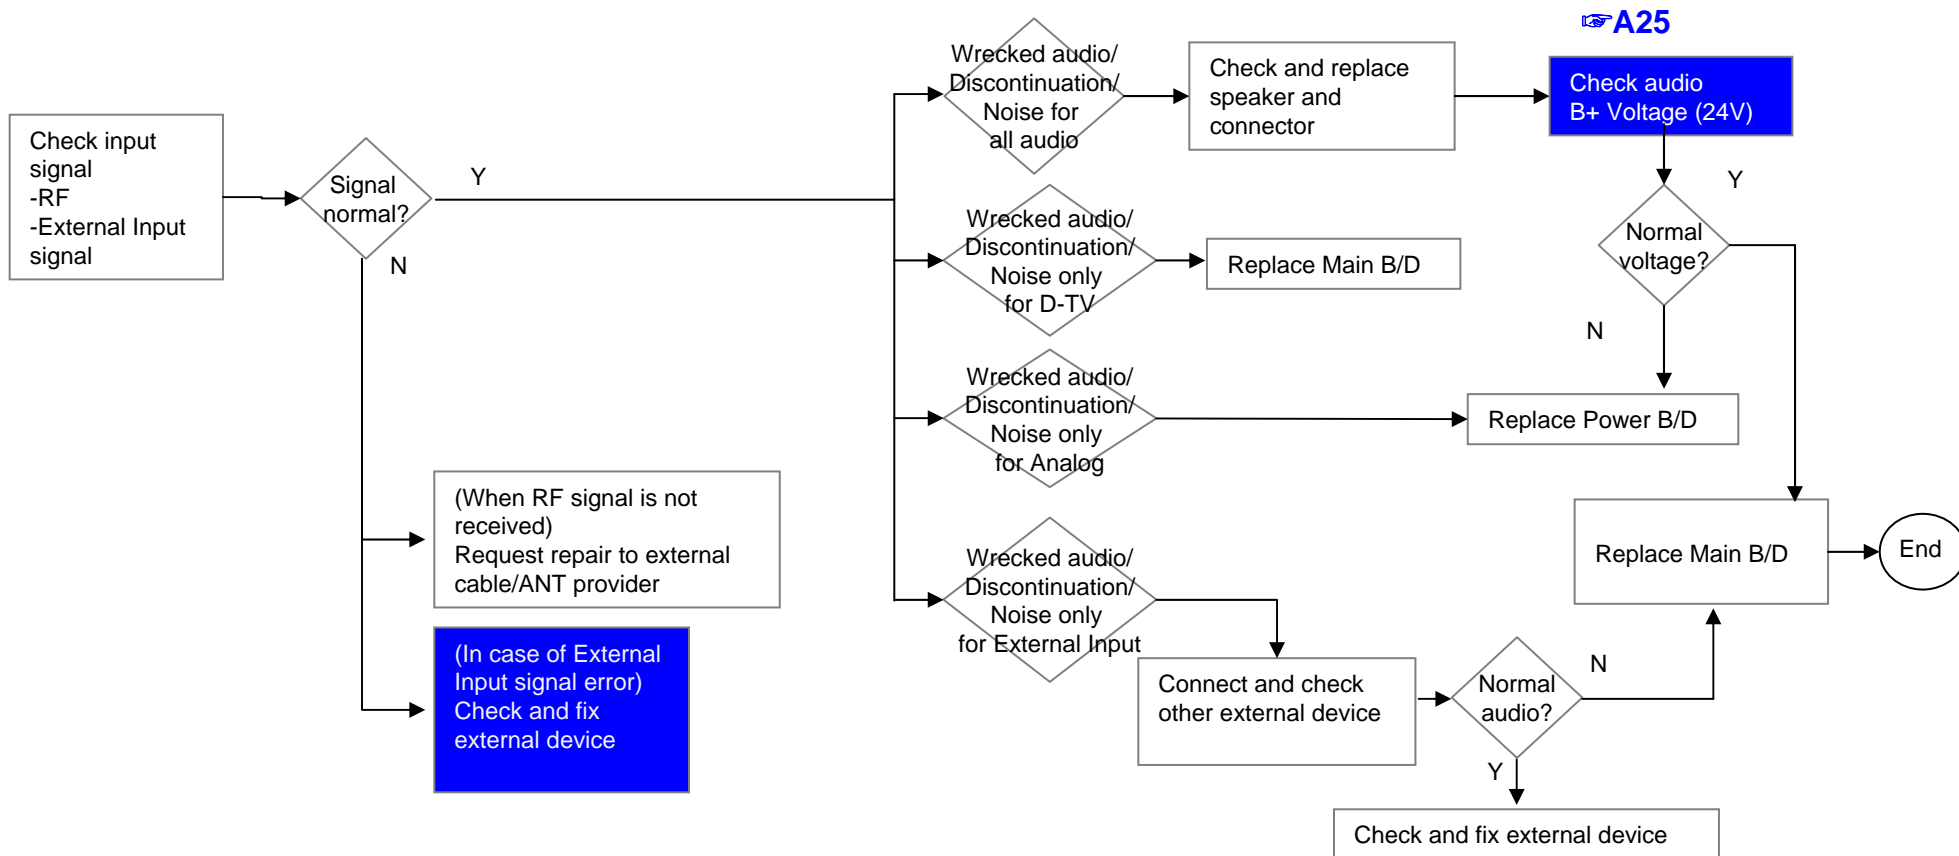 ☞A25
Check input
signal
-RF
-External Input
signal
Signal
normal?
Y
N
(When RF signal is not
received)
Request repair to external
cable/ANT provider
(In case of External
Input signal error)
Check and fix
external device
Wrecked audio/
Discontinuation/
Noise for
all audio
Check and replace
speaker and
connector
Check audio
B+ Voltage (24V)
Normal
voltage?
Y
N
Wrecked audio/
Discontinuation/
Noise only
for D-TV
Replace Main B/D
Wrecked audio/
Discontinuation/
Noise only
for Analog
Replace Power B/D
Wrecked audio/
Discontinuation/
Noise only
for External Input
Connect and check
other external device
Normal
audio?
N
Y
Replace Main B/D
End
Check and fix external device